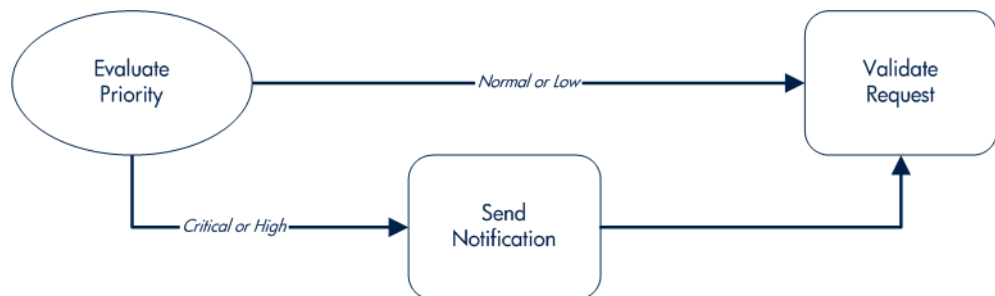 Evaluate
Priority
Normal or Low
Validate
Request
Critical or High
Send
Notification